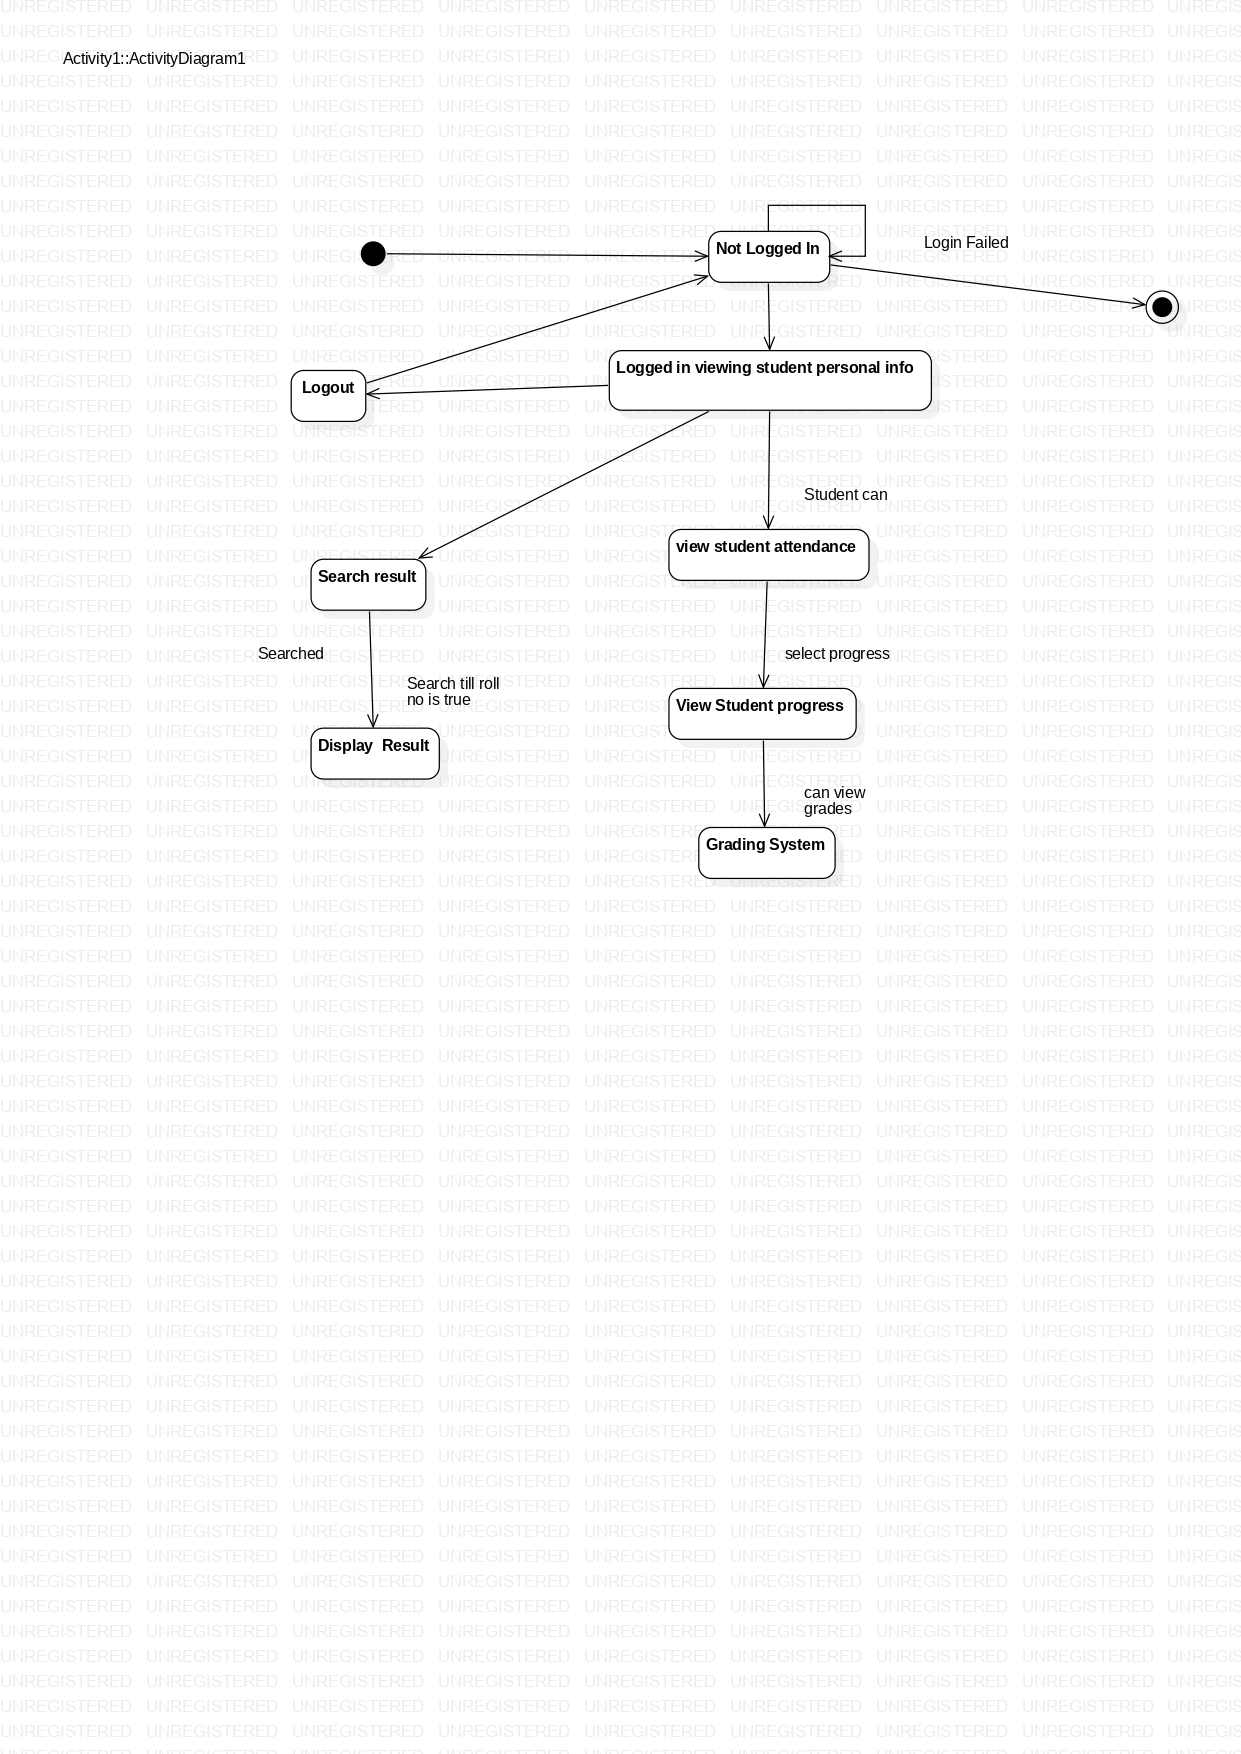 Activity1::ActivityDiagram1
Not Logged In
Login Failed
Logged in viewing student personal info
Logout
Student can
view student attendance
Search result
Searched
select progress
Search till roll
no is true
View Student progress
Display  Result
can view
grades
Grading System
UNREGISTERED